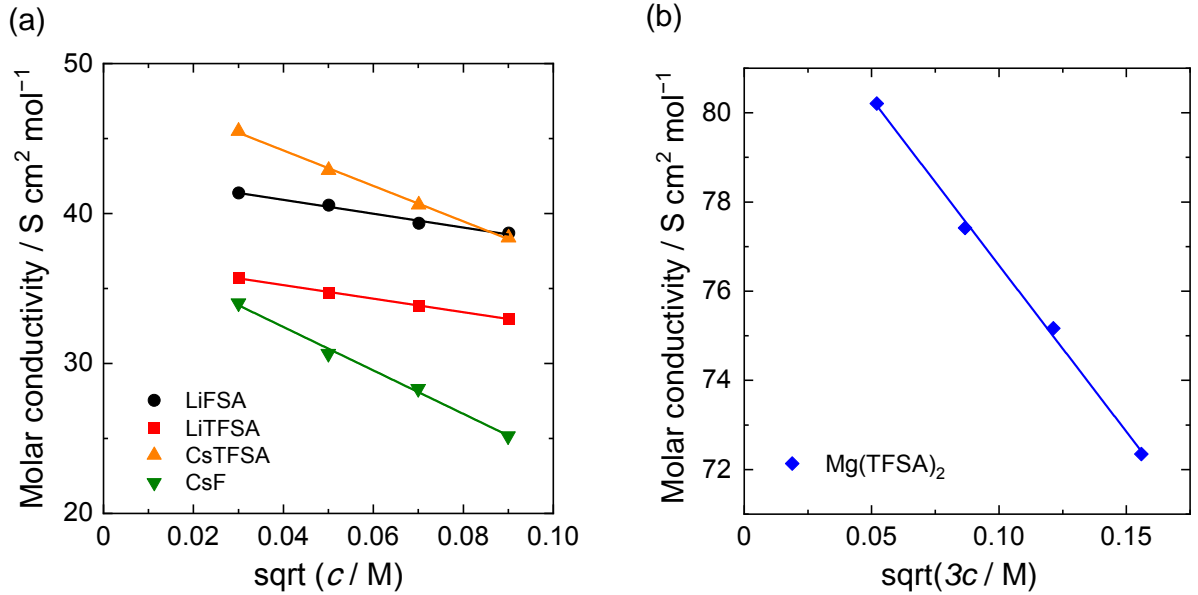 (a)
Molar conductivity / S cm² mol⁻¹
50
40
30
20
LiFSA
LiTFSA
CsTFSA
CsF
0
0.02
0.04
0.06
0.08
0.10
sqrt (c / M)
(b)
Molar conductivity / S cm² mol⁻¹
80
78
76
74
72
Mg(TFSA)₂
0
0.05
0.10
0.15
sqrt(3c / M)